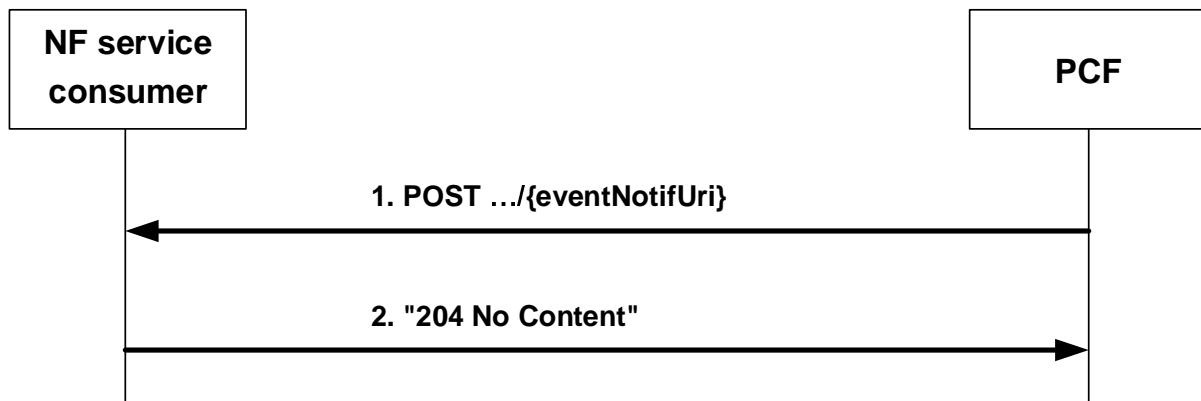 NF service
consumer
PCF
1. POST …/{eventNotifUri}
2. "204 No Content"